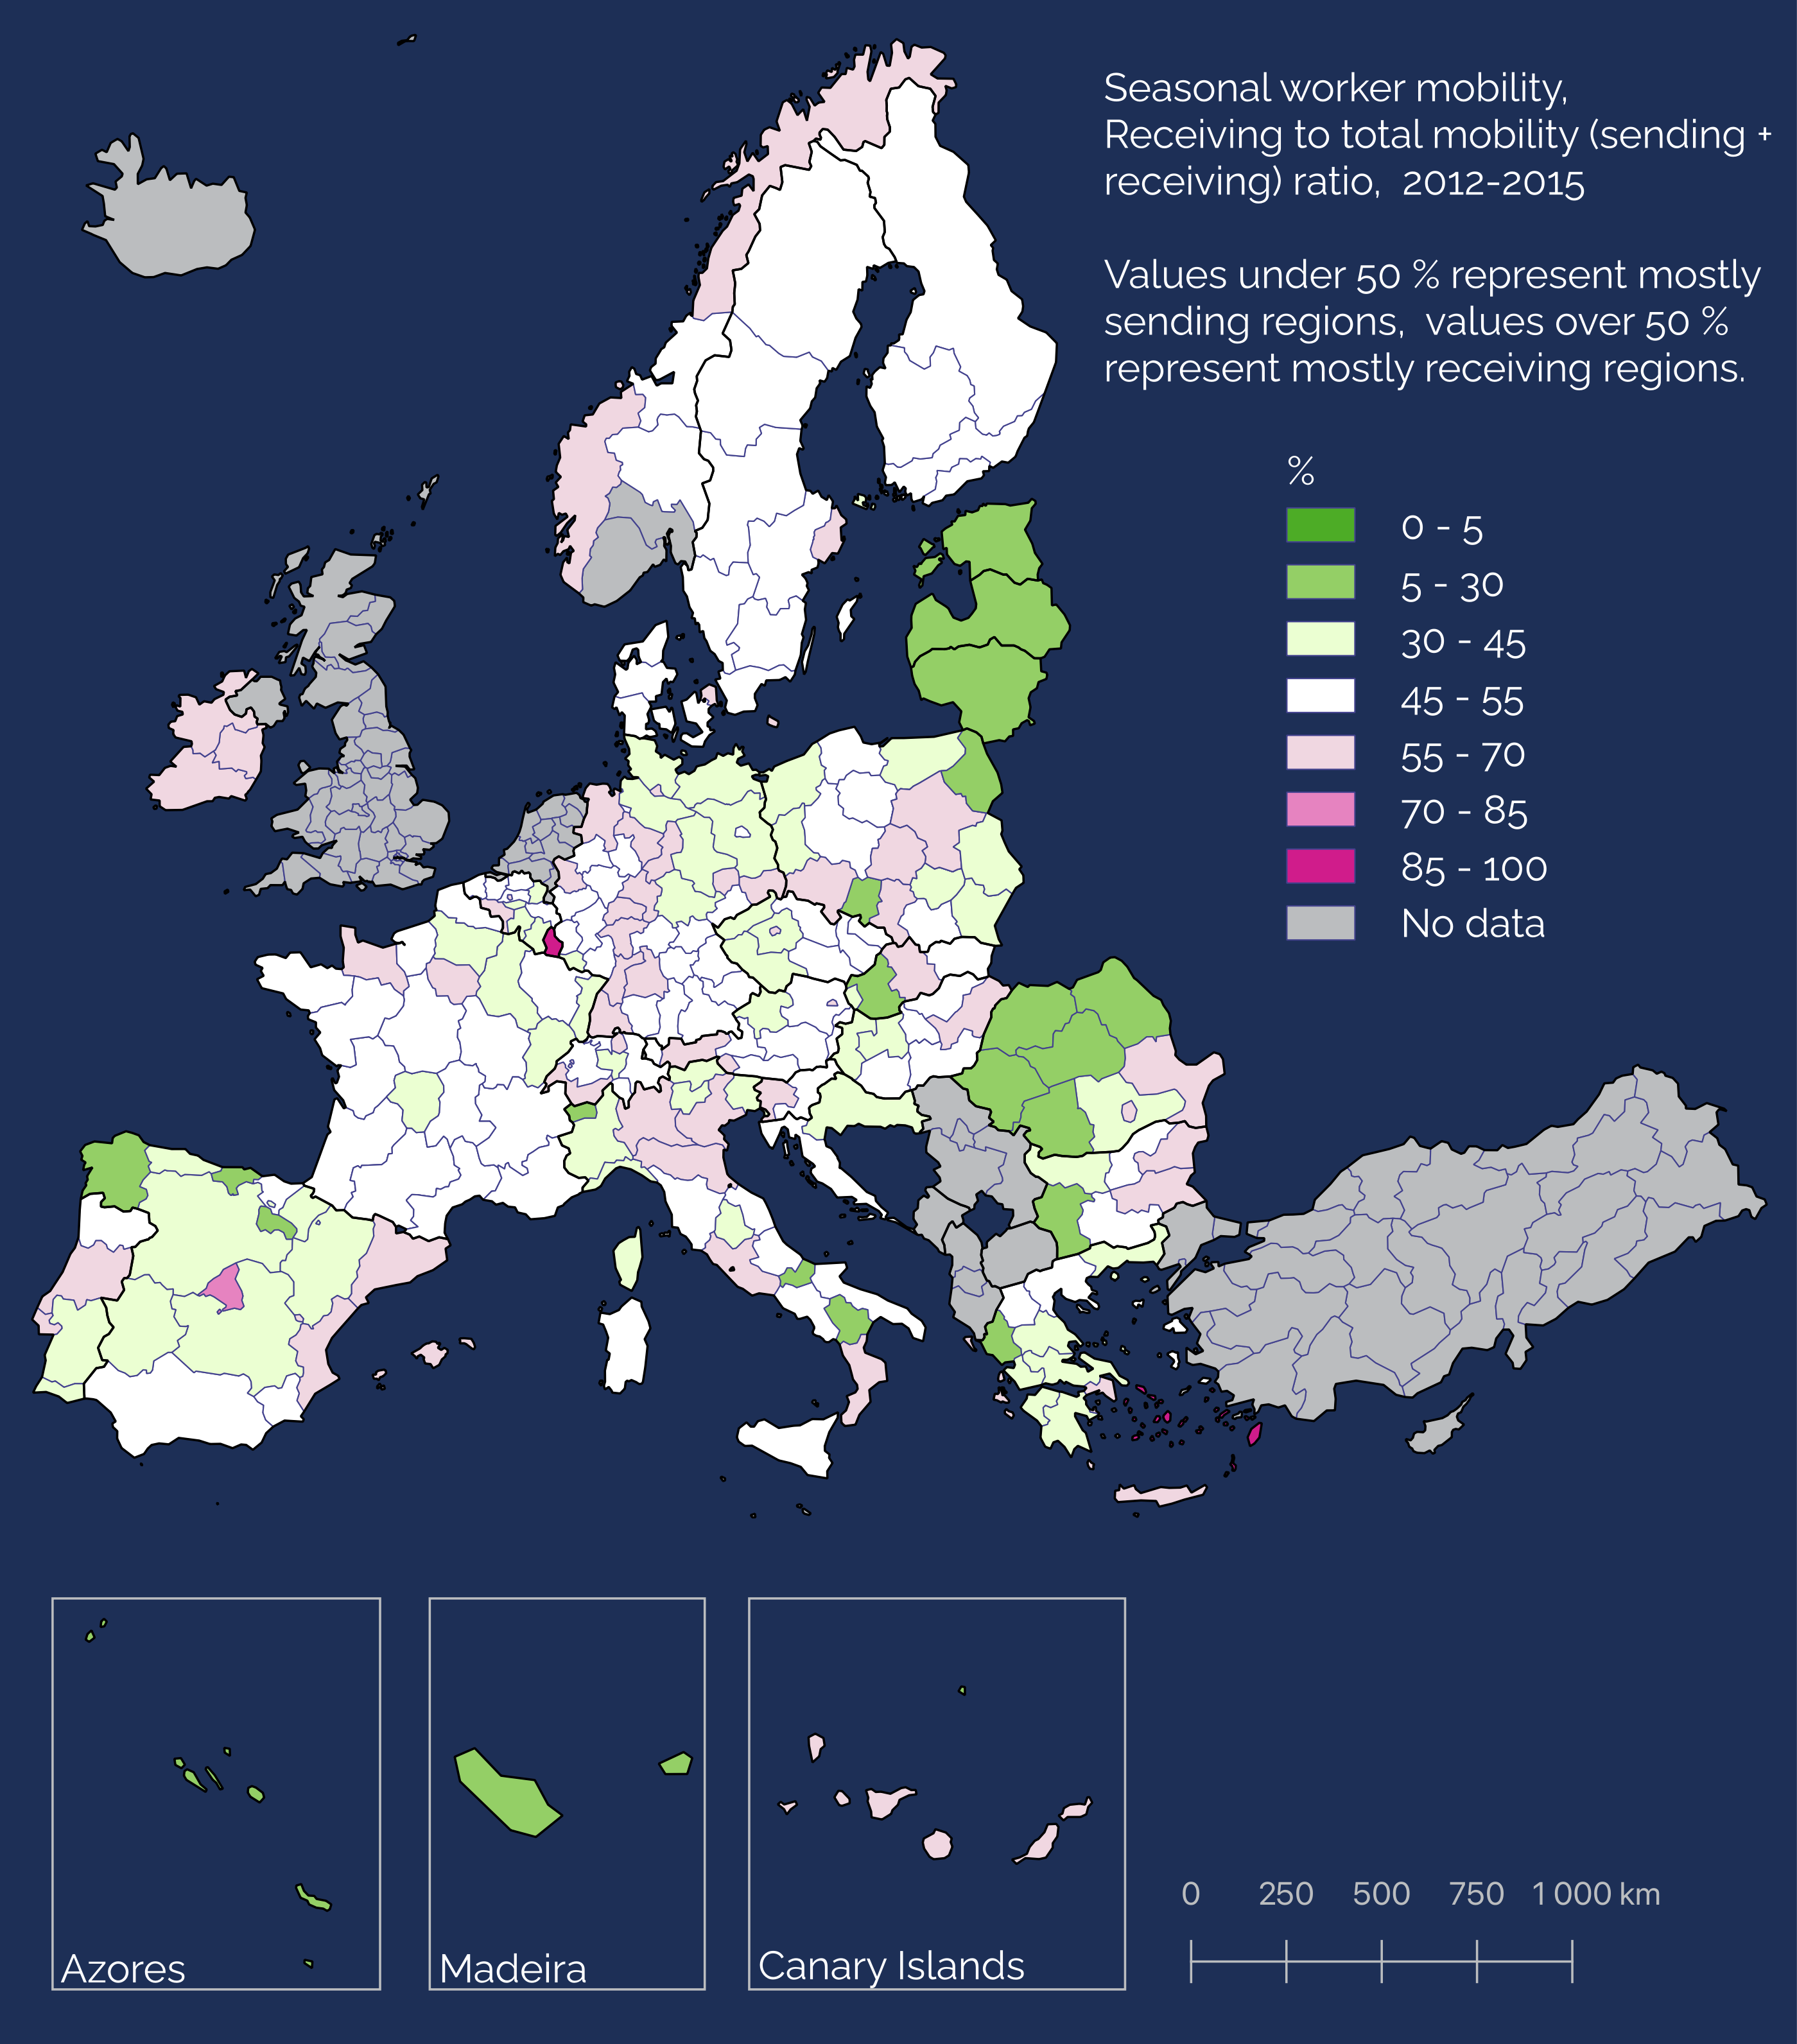 Seasonal worker mobility,
Receiving to total mobility (sending +
receiving) ratio, 2012-2015
Values under 50 % represent mostly
sending regions, values over 50 %
represent mostly receiving regions.
%
0 - 5
5 - 30
30 - 45
45 - 55
55 - 70
70 - 85
85 - 100
No data
Azores
Madeira
Canary Islands
0 250 500 750 1 000 km